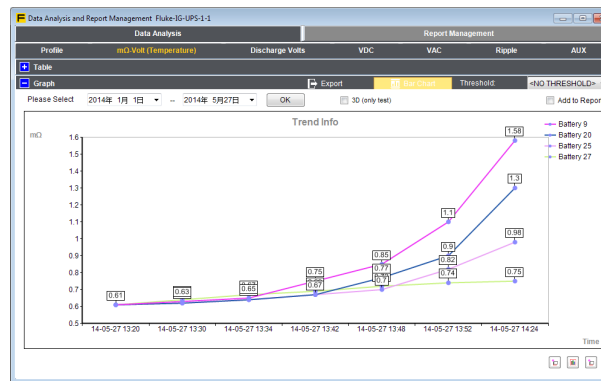 Data Analysis and Report Management Fluke-IG-UPS-1-1
Data Analysis Report Management
Profile mΩ-Volt (Temperature) Discharge Volts VDC VAC Ripple AUX
Table
Graph Export Bar Chart Threshold: <NO THRESHOLD>
Please Select 2014年 1月 1日 -- 2014年 5月27日 OK 3D (only test) Add to Repor
Trend Info
mΩ
Battery 9
Battery 20
Battery 25
Battery 27
1.6
1.5
1.4
1.3
1.2
1.1
1
0.9
0.8
0.7
0.6
0.5
0.61
0.63
0.65
0.75
0.67
0.85
0.77
0.7
1.1
0.9
0.82
0.74
1.58
1.3
0.98
0.75
14-05-27 13:20 14-05-27 13:30 14-05-27 13:34 14-05-27 13:42 14-05-27 13:48 14-05-27 13:52 14-05-27 14:24
Time